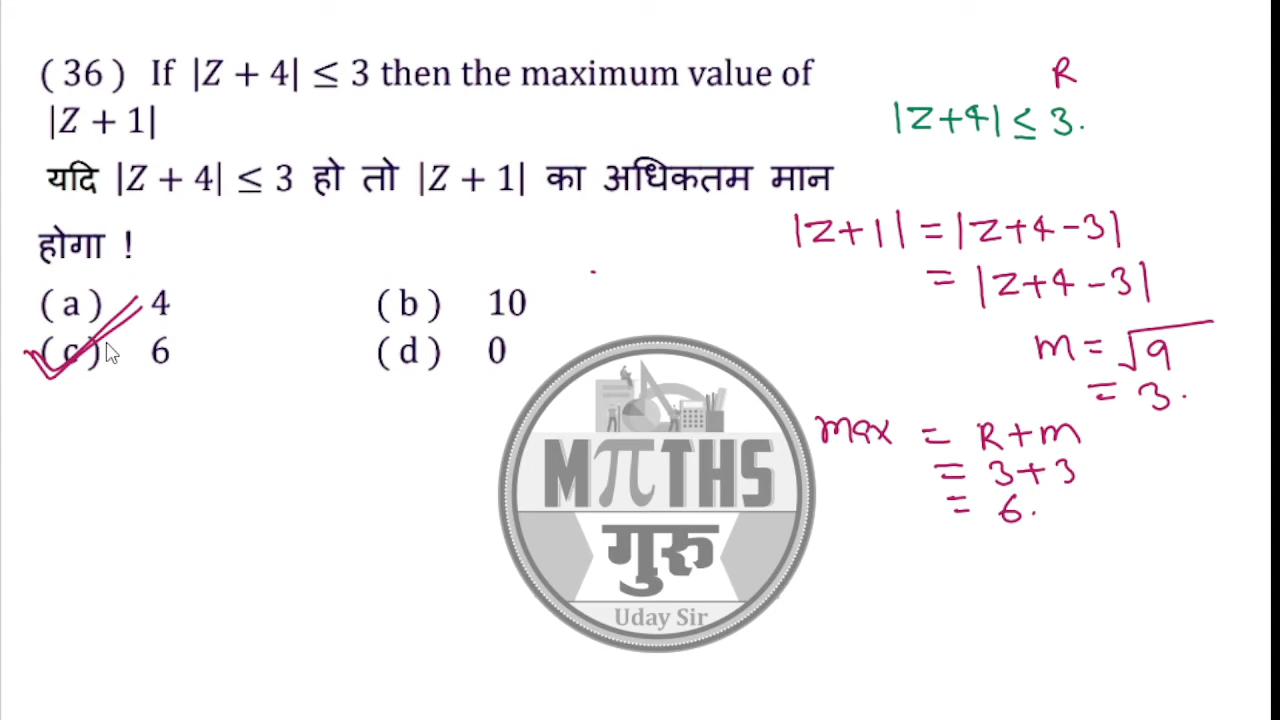 ( 36 ) If |Z + 4| ≤ 3 then the maximum value of
|Z + 1|
यदि |Z + 4| ≤ 3 हो तो |Z + 1| का अधिकतम मान
होगा !
( a ) 4 ( b ) 10
( c ) 6 ( d ) 0
R
|Z+4| ≤ 3.
|Z+1| = |Z+4-3|
= |Z+4-3|
m = √9
= 3.
max = R+m
= 3+3
= 6.
MπTHS
गुरु
Uday Sir